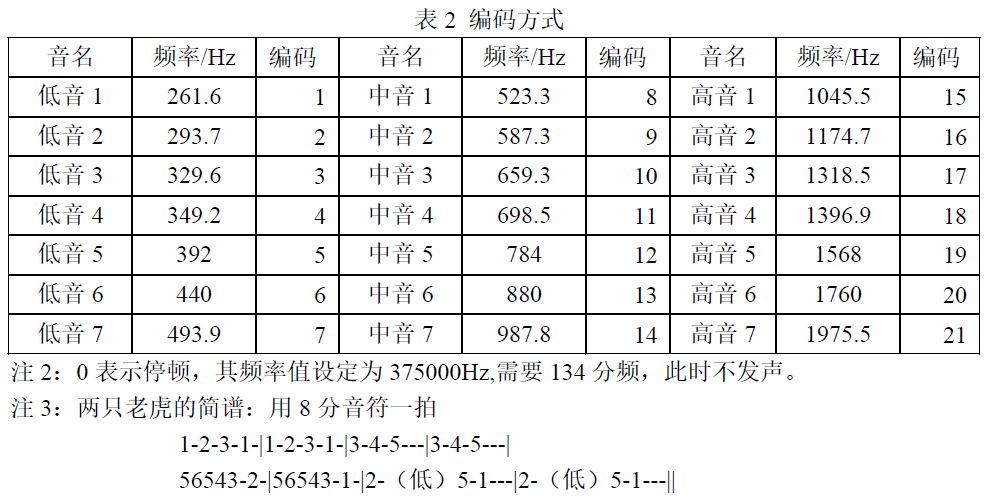 表 2 编码方式
音名 频率/Hz 编码 音名 频率/Hz 编码 音名 频率/Hz 编码
低音 1 261.6 1 中音 1 523.3 8 高音 1 1045.5 15
低音 2 293.7 2 中音 2 587.3 9 高音 2 1174.7 16
低音 3 329.6 3 中音 3 659.3 10 高音 3 1318.5 17
低音 4 349.2 4 中音 4 698.5 11 高音 4 1396.9 18
低音 5 392 5 中音 5 784 12 高音 5 1568 19
低音 6 440 6 中音 6 880 13 高音 6 1760 20
低音 7 493.9 7 中音 7 987.8 14 高音 7 1975.5 21
注 2：0 表示停顿，其频率值设定为 375000Hz,需要 134 分频，此时不发声。
注 3：两只老虎的简谱：用 8 分音符一拍
1-2-3-1-|1-2-3-1-|3-4-5---|3-4-5---|
56543-2-|56543-1-|2-（低）5-1---|2-（低）5-1---||